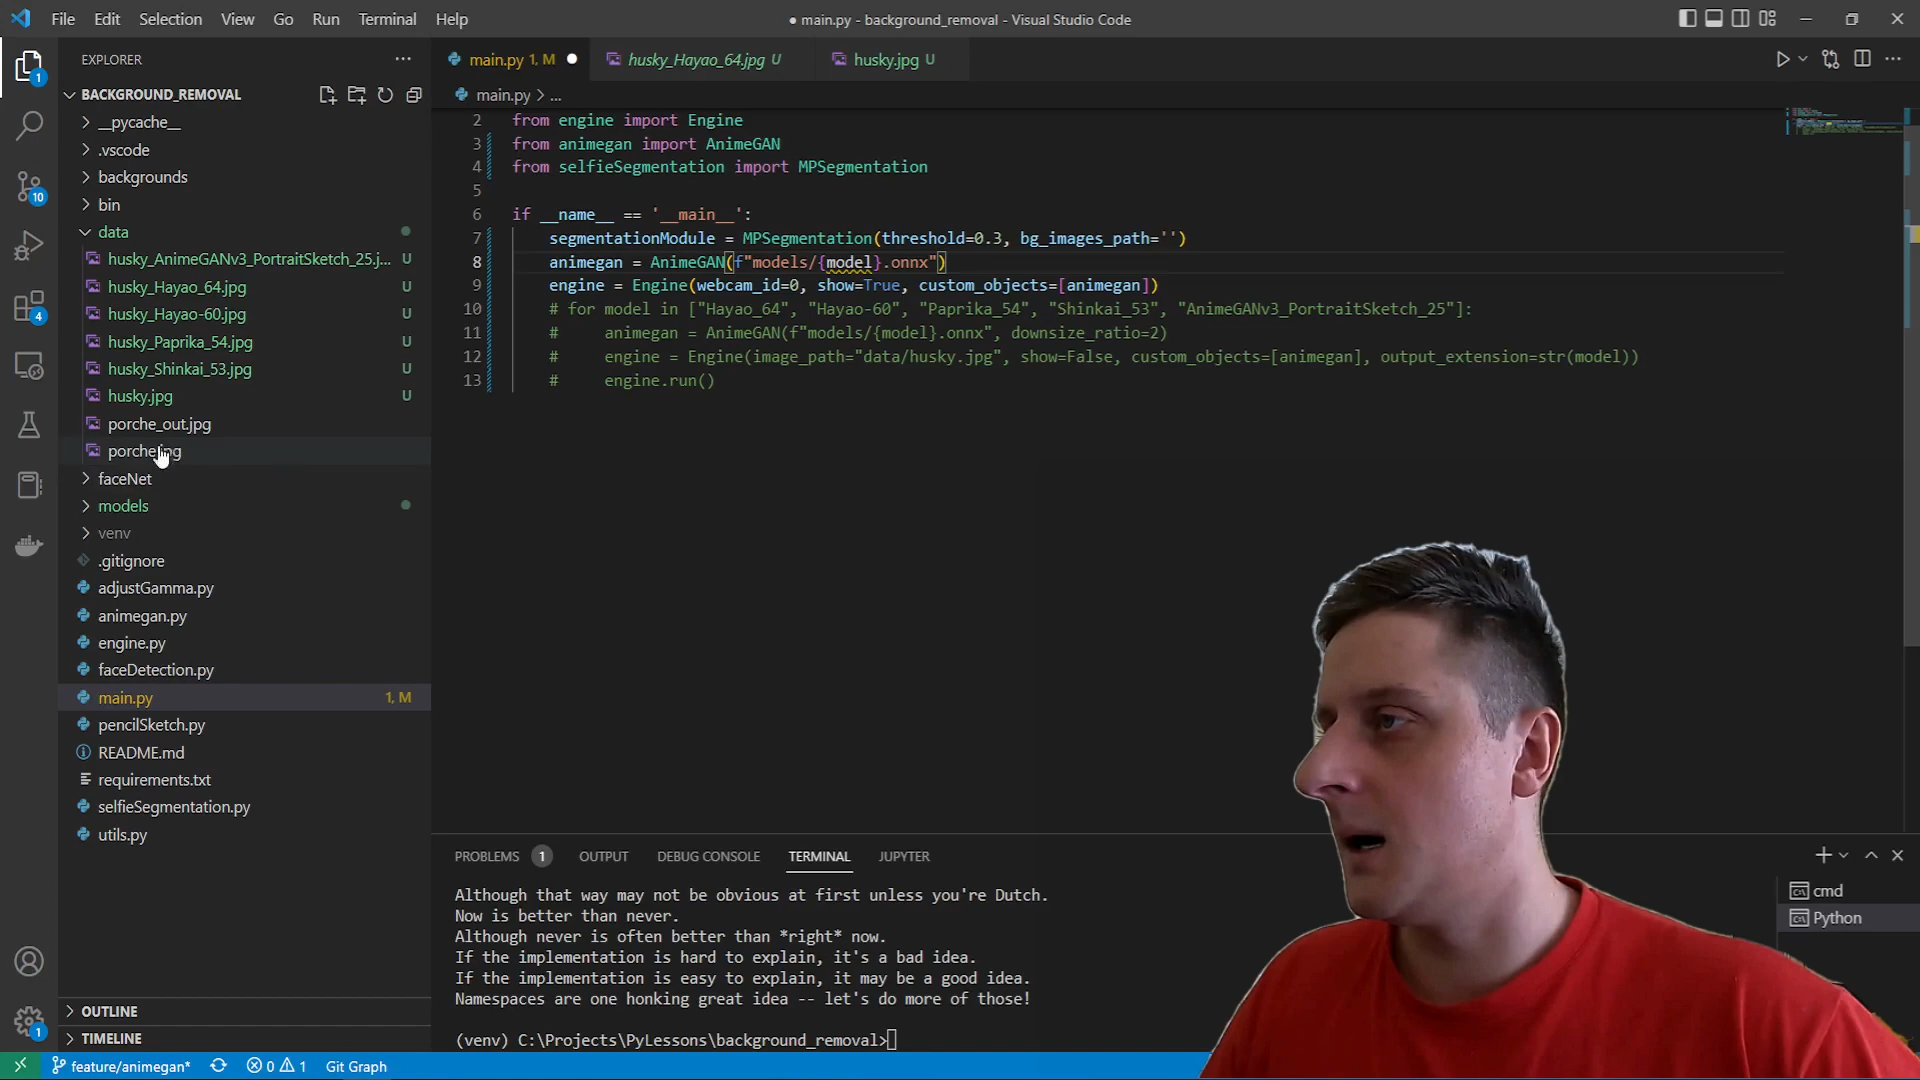 File Edit Selection View Go Run Terminal Help
● main.py - background_removal - Visual Studio Code
EXPLORER
BACKGROUND_REMOVAL
__pycache__
.vscode
backgrounds
bin
data
husky_AnimeGANv3_PortraitSketch_25.j... U
husky_Hayao_64.jpg U
husky_Hayao-60.jpg U
husky_Paprika_54.jpg U
husky_Shinkai_53.jpg U
husky.jpg U
porche_out.jpg
porche.jpg
faceNet
models
venv
.gitignore
adjustGamma.py
animegan.py
engine.py
faceDetection.py
main.py 1, M
pencilSketch.py
README.md
requirements.txt
selfieSegmentation.py
utils.py
OUTLINE
TIMELINE
1
10
4
1
main.py 1, M husky_Hayao_64.jpg U husky.jpg U
main.py > ...
2 from engine import Engine
3 from animegan import AnimeGAN
4 from selfieSegmentation import MPSegmentation
5
6 if __name__ == '__main__':
7 segmentationModule = MPSegmentation(threshold=0.3, bg_images_path='')
8 animegan = AnimeGAN(f"models/{model}.onnx")
9 engine = Engine(webcam_id=0, show=True, custom_objects=[animegan])
10 # for model in ["Hayao_64", "Hayao-60", "Paprika_54", "Shinkai_53", "AnimeGANv3_PortraitSketch_25"]:
11 # animegan = AnimeGAN(f"models/{model}.onnx", downsize_ratio=2)
12 # engine = Engine(image_path="data/husky.jpg", show=False, custom_objects=[animegan], output_extension=str(model))
13 # engine.run()
PROBLEMS 1 OUTPUT DEBUG CONSOLE TERMINAL JUPYTER
Although that way may not be obvious at first unless you're Dutch.
Now is better than never.
Although never is often better than *right* now.
If the implementation is hard to explain, it's a bad idea.
If the implementation is easy to explain, it may be a good idea.
Namespaces are one honking great idea -- let's do more of those!
(venv) C:\Projects\PyLessons\background_removal>
cmd
Python
feature/animegan* 0 1 Git Graph